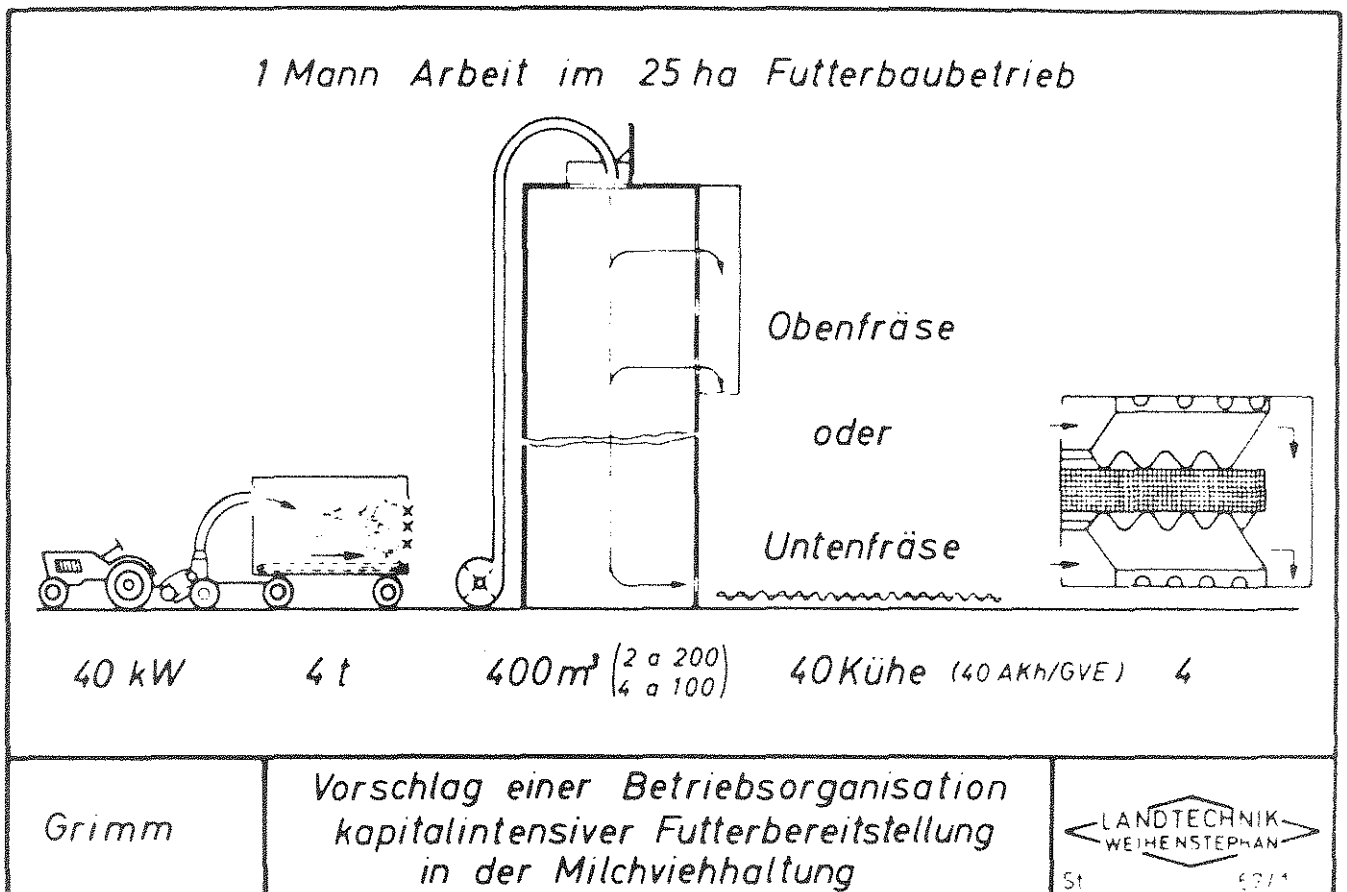 1 Mann Arbeit im 25 ha Futterbaubetrieb
Obenfräse
oder
Untenfräse
40 kW 4 t 400 m³ (2 a 200 4 a 100) 40 Kühe (40 AKh/GVE) 4
Grimm
Vorschlag einer Betriebsorganisation
kapitalintensiver Futterbereitstellung
in der Milchviehhaltung
LANDTECHNIK
WEIHENSTEPHAN
St